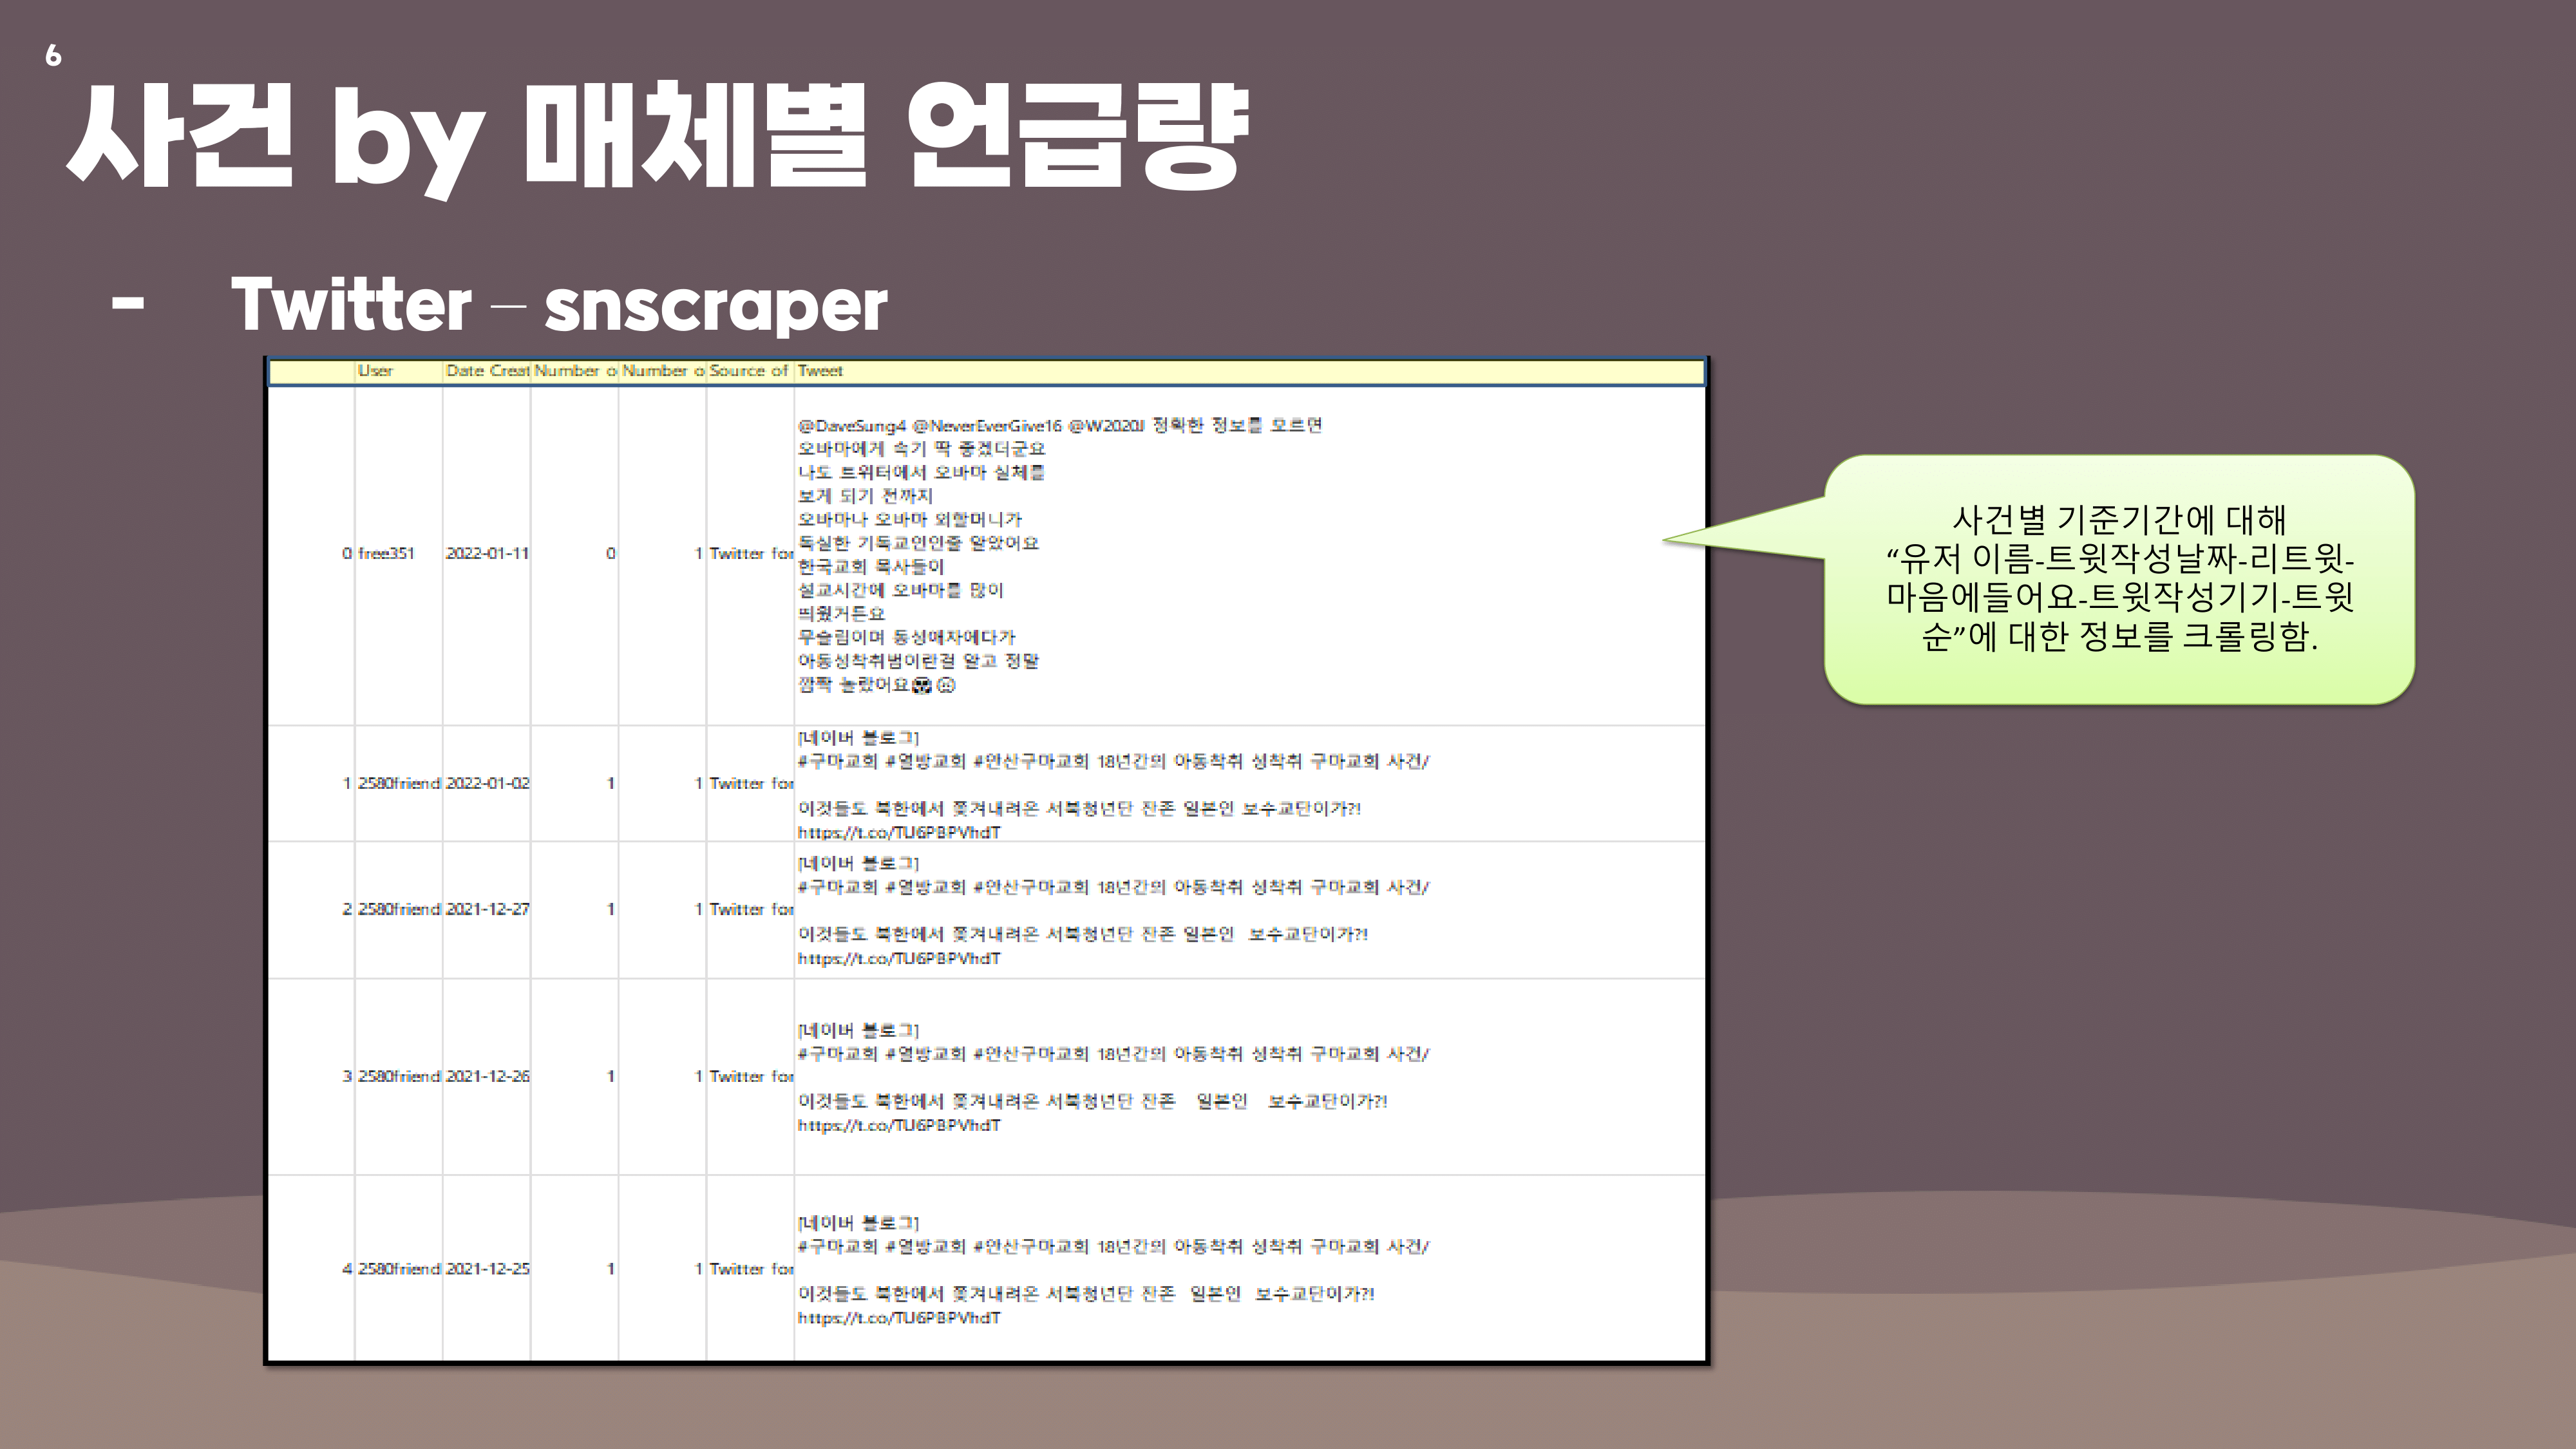 6
사건 by 매체별 언급량
- Twitter – snscraper
User Date Creat Number o Number o Source of Tweet
@DaveSung4 @NeverEverGive16 @W2020J 정확한 정보를 모르면
오바마에게 속기 딱 좋겠더군요
나도 트위터에서 오바마 실체를
보게 되기 전까지
오바마나 오바마 외할머니가
0 free351 2022-01-11 0 1 Twitter for 독실한 기독교인인줄 알았어요
한국교회 목사들이
설교시간에 오바마를 많이
띄웠거든요
무슬림이며 동성애자에다가
아동성착취범이란걸 알고 정말
깜짝 놀랐어요
[네이버 블로그]
#구마교회 #열방교회 #안산구마교회 18년간의 아동착취 성착취 구마교회 사건/
1 2580friend 2022-01-02 1 1 Twitter for
이것들도 북한에서 쫓겨내려온 서북청년단 잔존 일본인 보수교단이가?!
https://t.co/TU6PBPVhdT
[네이버 블로그]
#구마교회 #열방교회 #안산구마교회 18년간의 아동착취 성착취 구마교회 사건/
2 2580friend 2021-12-27 1 1 Twitter for
이것들도 북한에서 쫓겨내려온 서북청년단 잔존 일본인 보수교단이가?!
https://t.co/TU6PBPVhdT
[네이버 블로그]
#구마교회 #열방교회 #안산구마교회 18년간의 아동착취 성착취 구마교회 사건/
3 2580friend 2021-12-26 1 1 Twitter for
이것들도 북한에서 쫓겨내려온 서북청년단 잔존 일본인 보수교단이가?!
https://t.co/TU6PBPVhdT
[네이버 블로그]
#구마교회 #열방교회 #안산구마교회 18년간의 아동착취 성착취 구마교회 사건/
4 2580friend 2021-12-25 1 1 Twitter for
이것들도 북한에서 쫓겨내려온 서북청년단 잔존 일본인 보수교단이가?!
https://t.co/TU6PBPVhdT
사건별 기준기간에 대해
“유저 이름-트윗작성날짜-리트윗-
마음에들어요-트윗작성기기-트윗
순”에 대한 정보를 크롤링함.